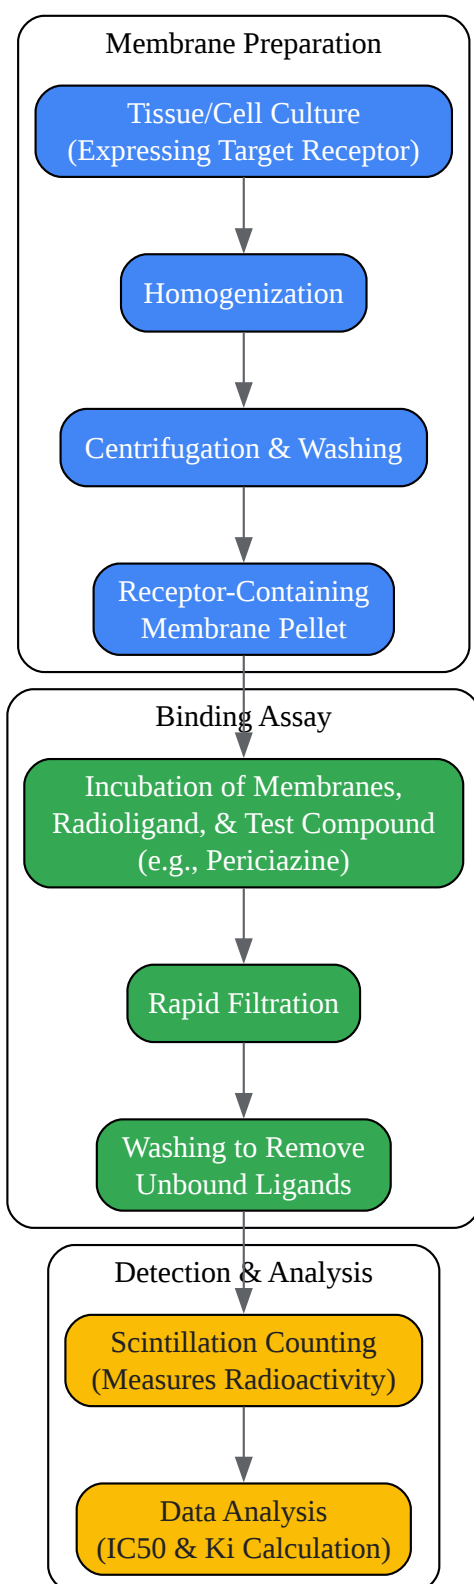 Membrane Preparation
Tissue/Cell Culture
(Expressing Target Receptor)
Homogenization
Centrifugation & Washing
Receptor-Containing
Membrane Pellet
Binding Assay
Incubation of Membranes,
Radioligand, & Test Compound
(e.g., Periciazine)
Rapid Filtration
Washing to Remove
Unbound Ligands
Detection & Analysis
Scintillation Counting
(Measures Radioactivity)
Data Analysis
(IC50 & Ki Calculation)